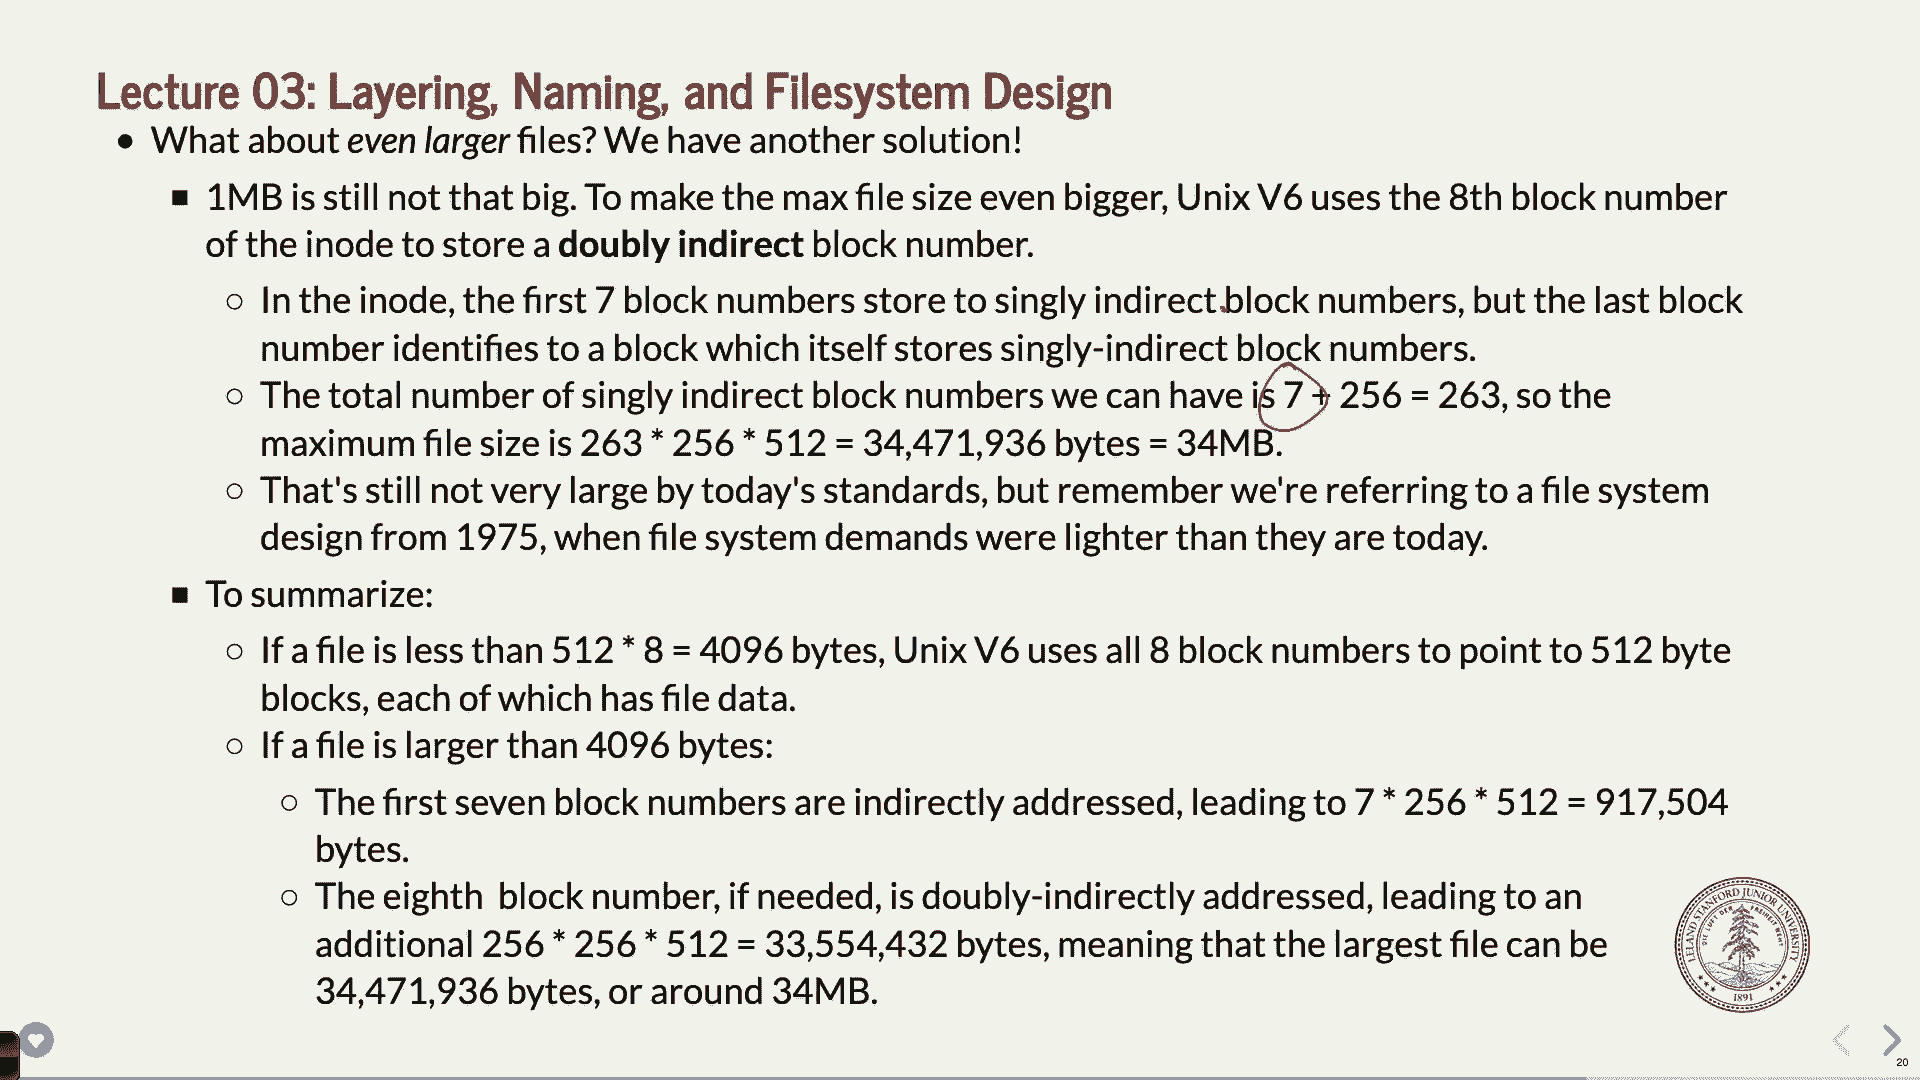 Lecture 03: Layering, Naming, and Filesystem Design
• What about even larger files? We have another solution!
■ 1MB is still not that big. To make the max file size even bigger, Unix V6 uses the 8th block number
of the inode to store a doubly indirect block number.
○ In the inode, the first 7 block numbers store to singly indirect block numbers, but the last block
number identifies to a block which itself stores singly-indirect block numbers.
○ The total number of singly indirect block numbers we can have is 7 + 256 = 263, so the
maximum file size is 263 * 256 * 512 = 34,471,936 bytes = 34MB.
○ That's still not very large by today's standards, but remember we're referring to a file system
design from 1975, when file system demands were lighter than they are today.
■ To summarize:
○ If a file is less than 512 * 8 = 4096 bytes, Unix V6 uses all 8 block numbers to point to 512 byte
blocks, each of which has file data.
○ If a file is larger than 4096 bytes:
○ The first seven block numbers are indirectly addressed, leading to 7 * 256 * 512 = 917,504
bytes.
○ The eighth block number, if needed, is doubly-indirectly addressed, leading to an
additional 256 * 256 * 512 = 33,554,432 bytes, meaning that the largest file can be
34,471,936 bytes, or around 34MB.
LELAND STANFORD JUNIOR UNIVERSITY
1891
20